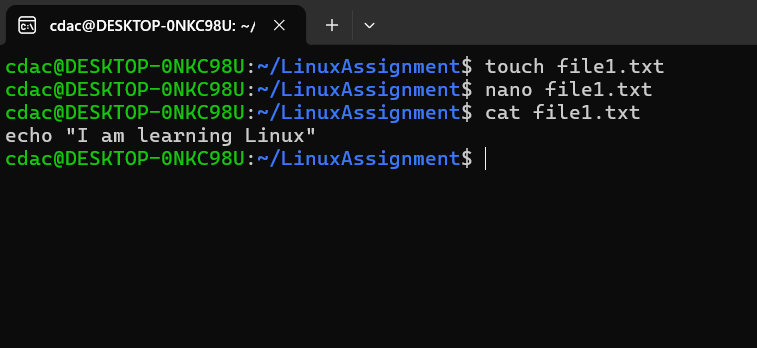 cdac@DESKTOP-0NKC98U: ~/
cdac@DESKTOP-0NKC98U:~/LinuxAssignment$ touch file1.txt
cdac@DESKTOP-0NKC98U:~/LinuxAssignment$ nano file1.txt
cdac@DESKTOP-0NKC98U:~/LinuxAssignment$ cat file1.txt
echo "I am learning Linux"
cdac@DESKTOP-0NKC98U:~/LinuxAssignment$